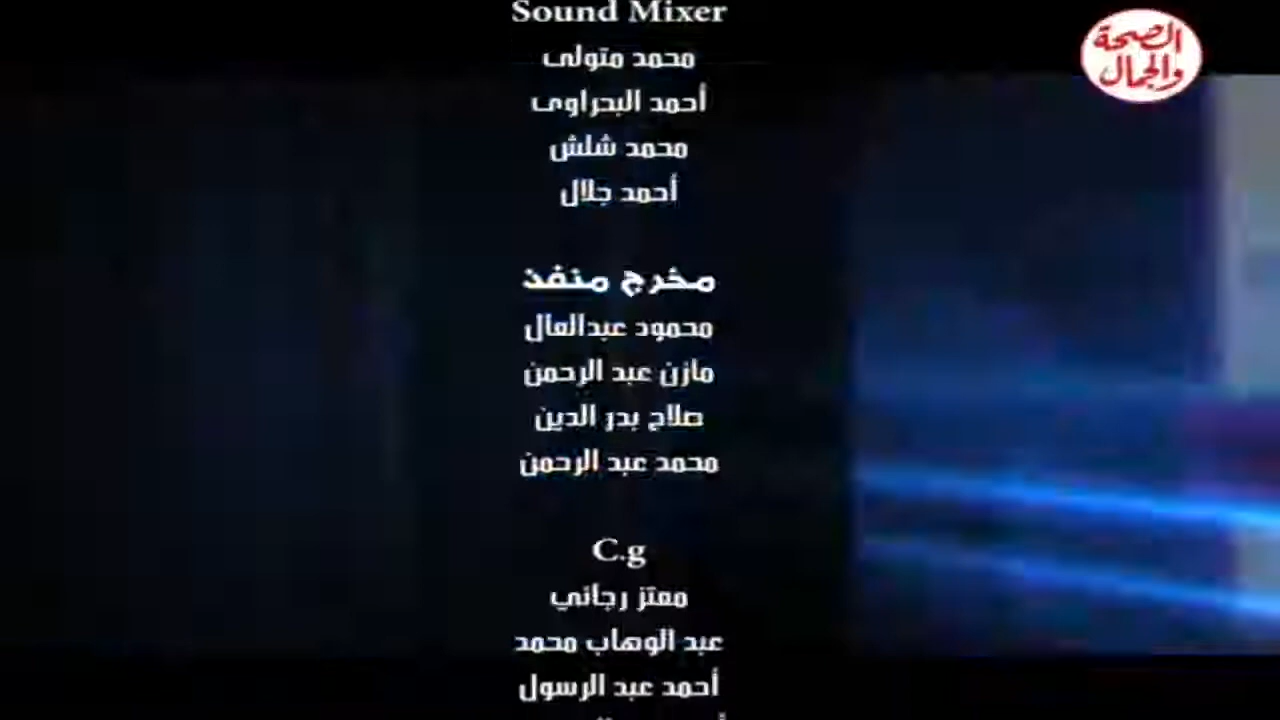 Sound Mixer
الصحة
والجمال
محمد متولى
أحمد البحراوى
محمد شلش
أحمد جلال
مخرج منفذ
محمود عبدالعال
مازن عبد الرحمن
صلاح بدر الدين
محمد عبد الرحمن
C.g
معتز رجاني
عبد الوهاب محمد
أحمد عبد الرسول